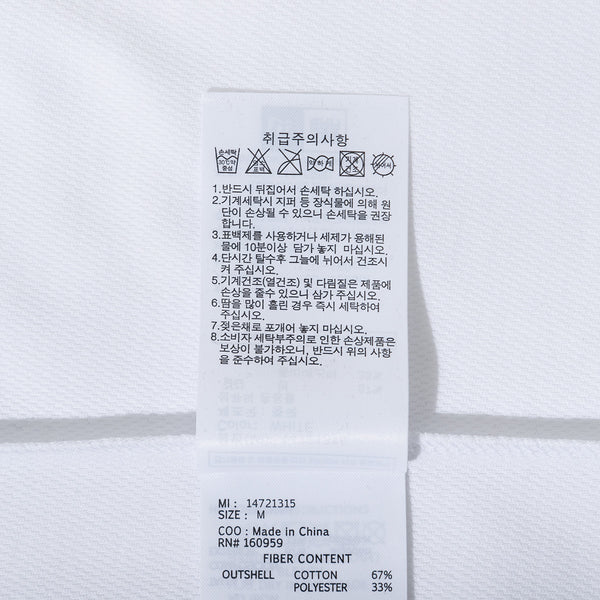 취급주의사항
손세탁
30℃약
중성
염소
표백
약하게
1.반드시 뒤집어서 손세탁 하십시오.
2.기계세탁시 지퍼 등 장식물에 의해 원
단이 손상될 수 있으니 손세탁을 권장
합니다.
3.표백제를 사용하거나 세제가 용해된
물에 10분이상 담가 놓지 마십시오.
4.단시간 탈수후 그늘에 뉘어서 건조시
켜 주십시오.
5.기계건조(열건조) 및 다림질은 제품에
손상을 줄수 있으니 삼가 주십시오.
6.땀을 많이 흘린 경우 즉시 세탁하여
주십시오.
7.젖은채로 포개어 놓지 마십시오.
8.소비자 세탁부주의로 인한 손상제품은
보상이 불가하오니, 반드시 위의 사항
을 준수하여 주십시오.
MI : 14721315
SIZE : M
COO : Made in China
RN# 160959
FIBER CONTENT
OUTSHELL COTTON 67%
POLYESTER 33%